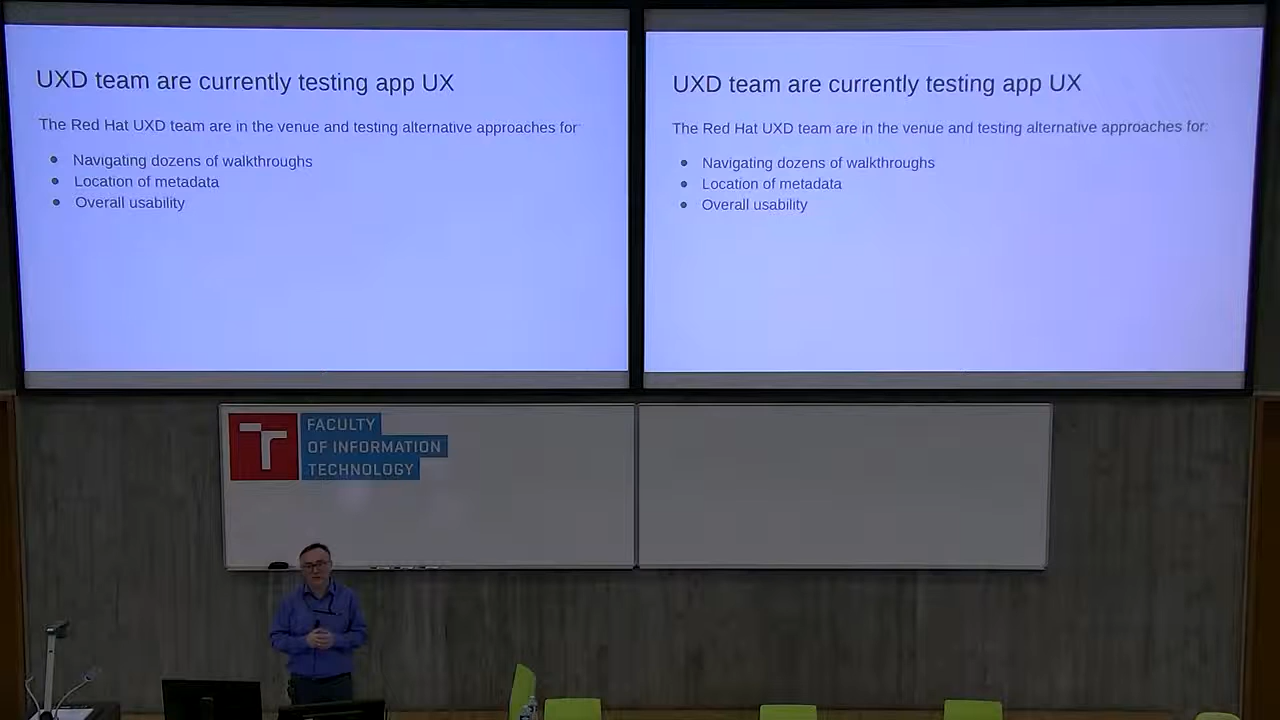 UXD team are currently testing app UX
The Red Hat UXD team are in the venue and testing alternative approaches for:
Navigating dozens of walkthroughs
Location of metadata
Overall usability
UXD team are currently testing app UX
The Red Hat UXD team are in the venue and testing alternative approaches for:
Navigating dozens of walkthroughs
Location of metadata
Overall usability
T
FACULTY
OF INFORMATION
TECHNOLOGY